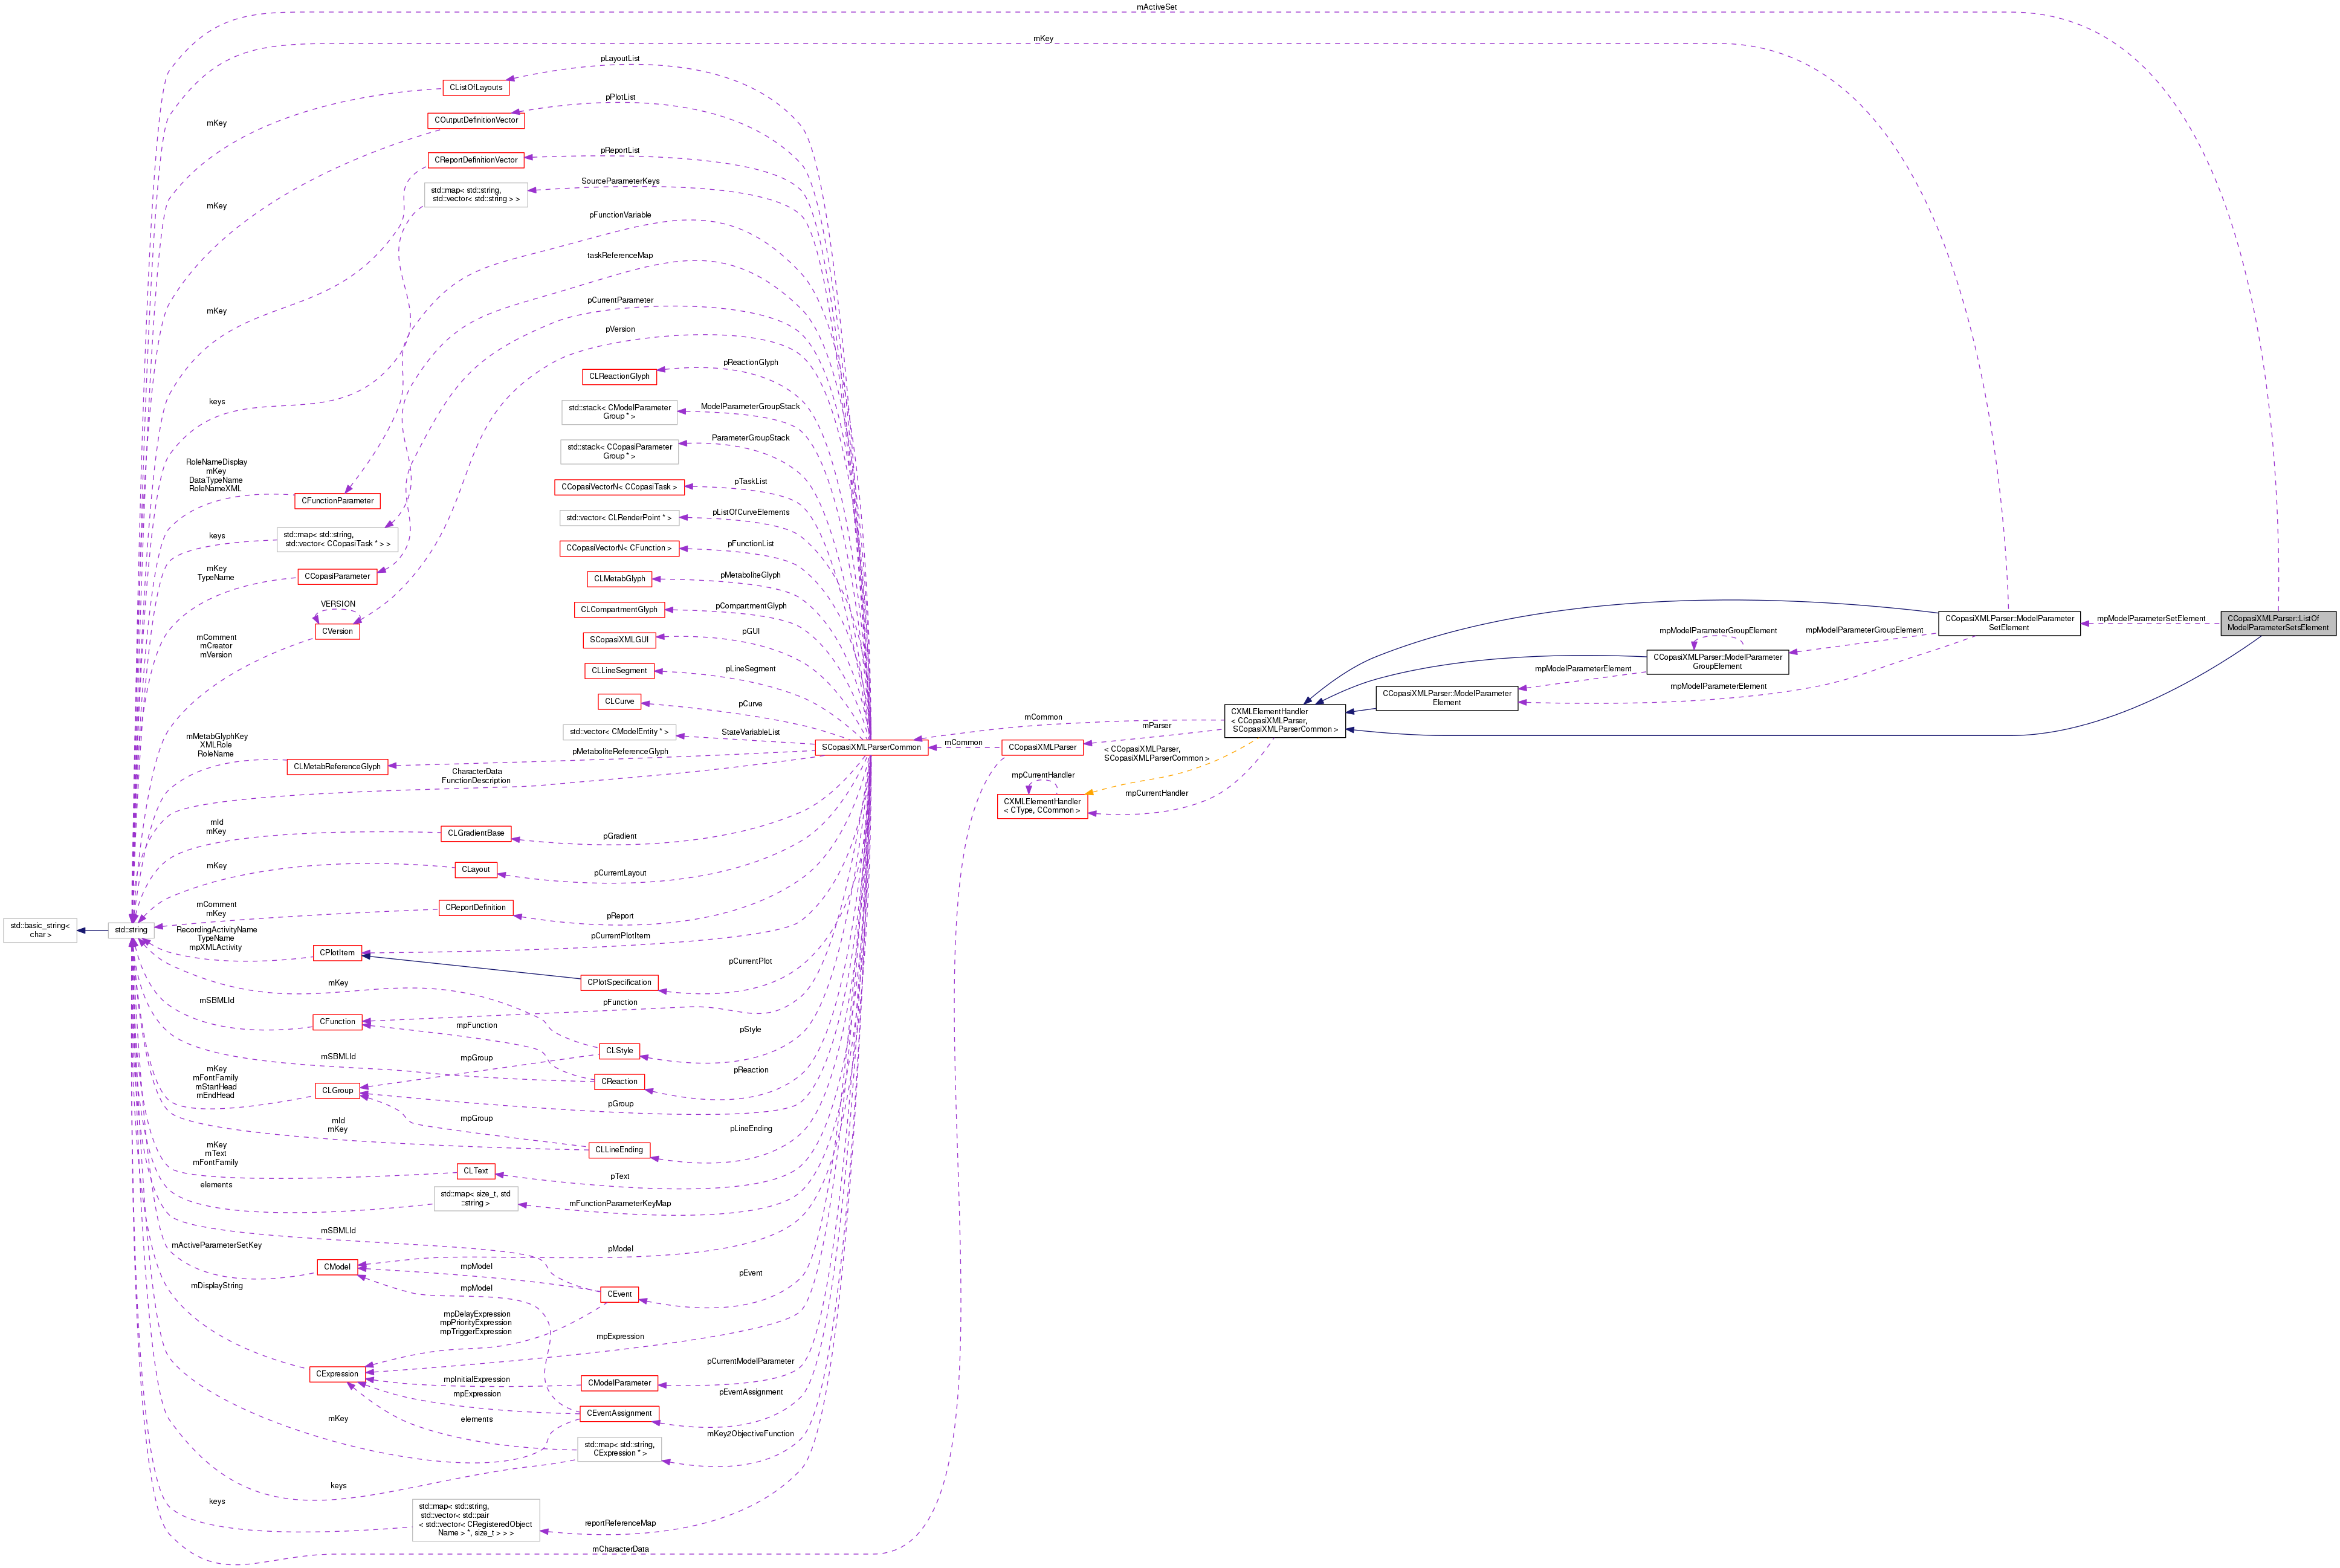 mActiveSet
mKey
pLayoutList
CListOfLayouts
pPlotList
mKey
COutputDefinitionVector
pReportList
CReportDefinitionVector
SourceParameterKeys
std::map< std::string,
std::vector< std::string > >
mKey
pFunctionVariable
taskReferenceMap
pCurrentParameter
mKey
pVersion
pReactionGlyph
CLReactionGlyph
keys
std::stack< CModelParameter
Group * >
ModelParameterGroupStack
std::stack< CCopasiParameter
Group * >
ParameterGroupStack
RoleNameDisplay
mKey
DataTypeName
RoleNameXML
CFunctionParameter
CCopasiVectorN< CCopasiTask >
pTaskList
std::vector< CLRenderPoint * >
pListOfCurveElements
keys
std::map< std::string,
std::vector< CCopasiTask * > >
CCopasiVectorN< CFunction >
pFunctionList
mKey
TypeName
CCopasiParameter
CLMetabGlyph
pMetaboliteGlyph
VERSION
CVersion
CLCompartmentGlyph
pCompartmentGlyph
mComment
mCreator
mVersion
SCopasiXMLGUI
pGUI
CLLineSegment
pLineSegment
CLCurve
pCurve
std::vector< CModelEntity * >
StateVariableList
CCopasiXMLParser::ModelParameter
SetElement
mpModelParameterSetElement
CCopasiXMLParser::ListOf
ModelParameterSetsElement
mpModelParameterGroupElement
mpModelParameterGroupElement
CCopasiXMLParser::ModelParameter
GroupElement
mpModelParameterElement
mpModelParameterElement
CCopasiXMLParser::ModelParameter
Element
CXMLElementHandler
< CCopasiXMLParser,
SCopasiXMLParserCommon >
mCommon
mParser
mMetabGlyphKey
XMLRole
RoleName
CLMetabReferenceGlyph
pMetaboliteReferenceGlyph
SCopasiXMLParserCommon
mCommon
CCopasiXMLParser
< CCopasiXMLParser,
SCopasiXMLParserCommon >
CharacterData
FunctionDescription
mpCurrentHandler
CXMLElementHandler
< CType, CCommon >
mpCurrentHandler
mId
mKey
CLGradientBase
pGradient
mKey
CLayout
pCurrentLayout
mComment
mKey
CReportDefinition
pReport
std::basic_string<
char >
std::string
RecordingActivityName
TypeName
mpXMLActivity
CPlotItem
pCurrentPlotItem
CPlotSpecification
pCurrentPlot
mKey
mSBMLId
CFunction
pFunction
mpFunction
CLStyle
pStyle
mSBMLId
mpGroup
CReaction
pReaction
mKey
mFontFamily
mStartHead
mEndHead
CLGroup
pGroup
mpGroup
mId
mKey
CLLineEnding
pLineEnding
mKey
mText
mFontFamily
CLText
pText
elements
std::map< size_t, std
::string >
mFunctionParameterKeyMap
mSBMLId
mActiveParameterSetKey
CModel
pModel
mpModel
mpModel
CEvent
pEvent
mDisplayString
mpDelayExpression
mpPriorityExpression
mpTriggerExpression
mpExpression
CExpression
mpInitialExpression
CModelParameter
pCurrentModelParameter
mpExpression
CEventAssignment
pEventAssignment
mKey
elements
std::map< std::string,
CExpression * >
mKey2ObjectiveFunction
keys
keys
std::map< std::string,
std::vector< std::pair
< std::vector< CRegisteredObject
Name > *, size_t > > >
reportReferenceMap
mCharacterData